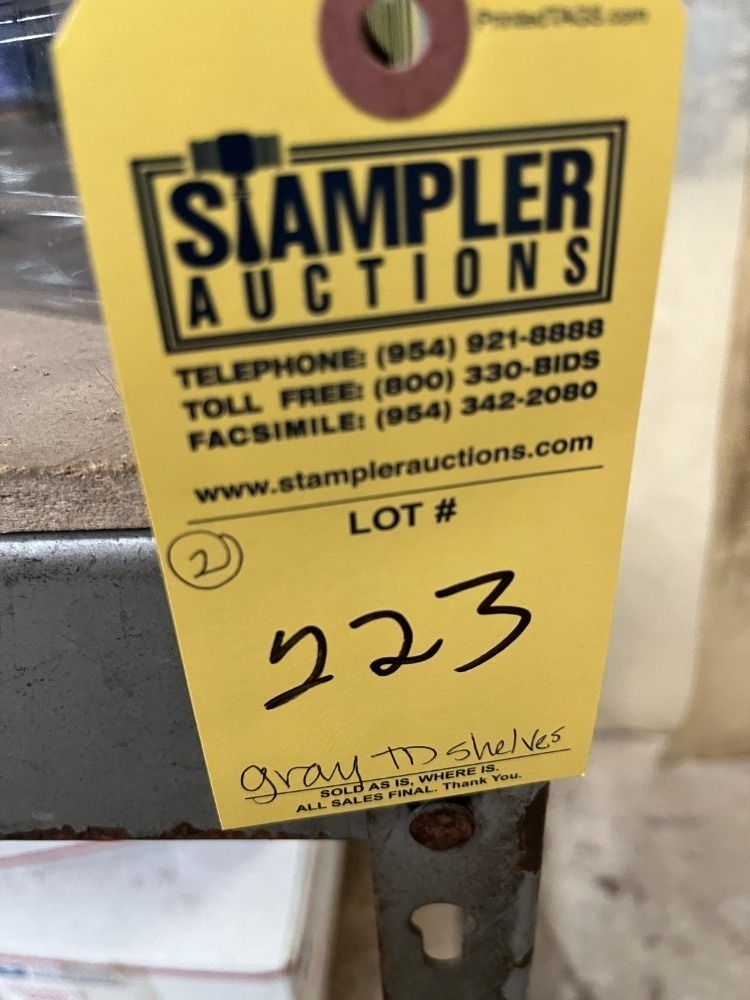 PrintedTAGS.com
STAMPLER
AUCTIONS
TELEPHONE: (954) 921-8888
TOLL FREE: (800) 330-BIDS
FACSIMILE: (954) 342-2080
www.stamplerauctions.com
LOT #
2
223
gray TD shelves
SOLD AS IS, WHERE IS.
ALL SALES FINAL. Thank You.